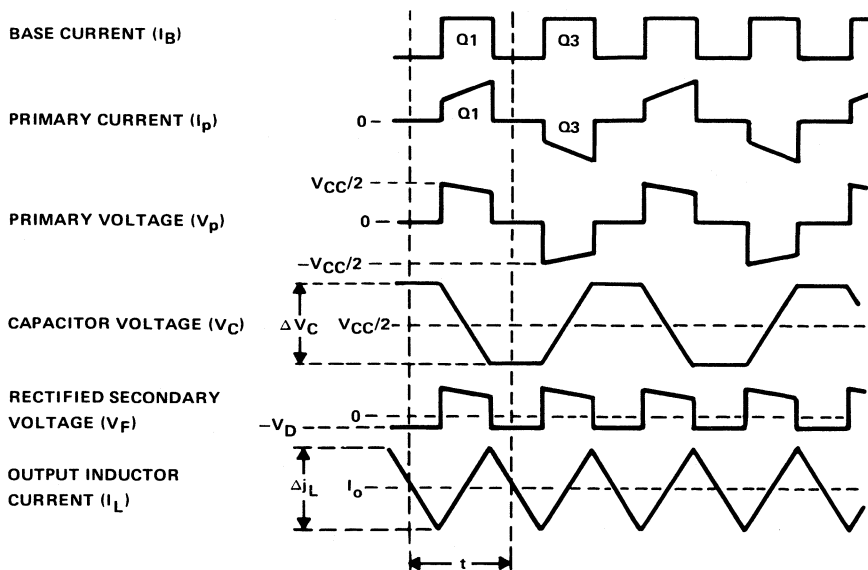 BASE CURRENT (IB)
Q1
Q3
PRIMARY CURRENT (Ip)
0
Q1
Q3
VCC/2
PRIMARY VOLTAGE (Vp)
0
–VCC/2
CAPACITOR VOLTAGE (VC)
ΔVC
VCC/2
RECTIFIED SECONDARY
VOLTAGE (VF)
0
–VD
OUTPUT INDUCTOR
CURRENT (IL)
ΔjL
Io
t